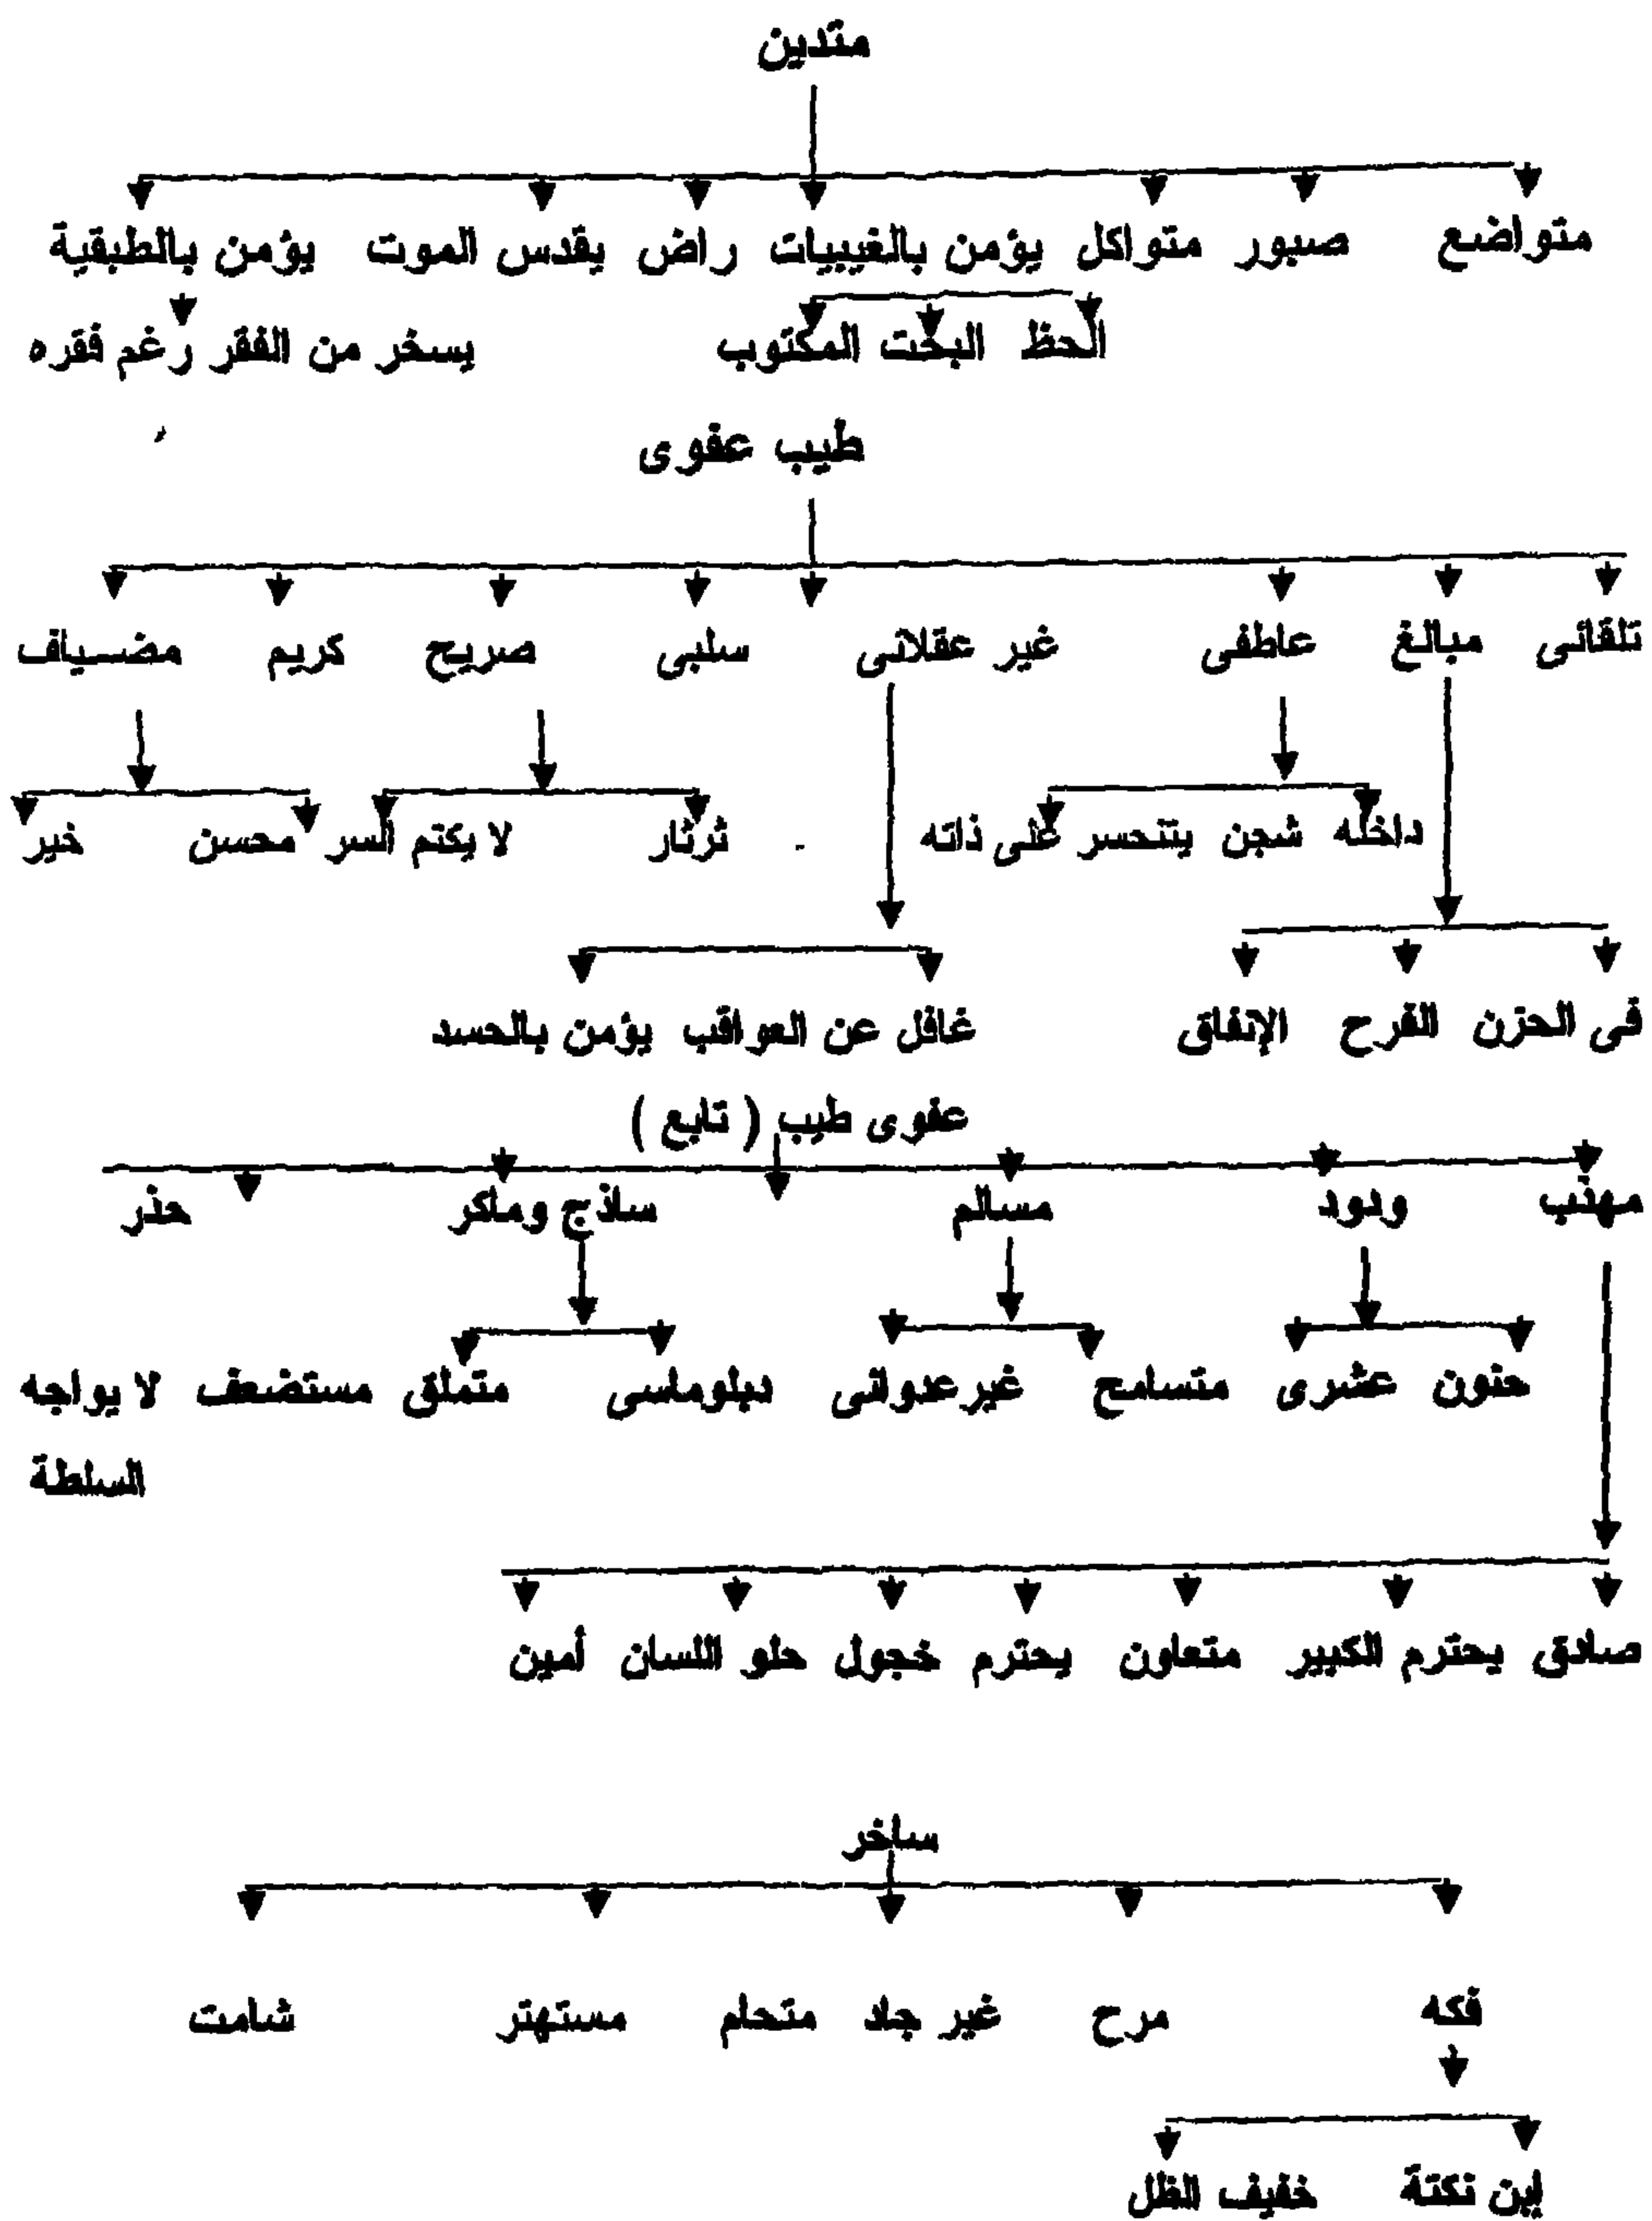 متدين
متواضع صبور متواكل يؤمن بالغيبيات راض يقدس الموت يؤمن بالطبقية
الحظ البخت المكتوب يسخر من الفقر رغم فقره
طيب عفوى
تلقائى مبالغ عاطفى غير عقلانى سلبى صريح كريم مضياف
داخله شجن يتحسر على ذاته ثرثار لا يكتم السر محسن خير
فى الحزن الفرح الإنفاق غافل عن العواقب يؤمن بالحسد
عفوى طيب ( تابع )
مهذب ودود مسالم ساذج وماكر حذر
حنون عشرى متسامح غير عدوانى دبلوماسى متملق مستضعف لا يواجه
السلطة
صادق يحترم الكبير متعاون يحترم خجول حلو اللسان أمين
ساخر
فكه مرح غير جاد متحام مستهتر شامت
إبن نكتة خفيف الظل